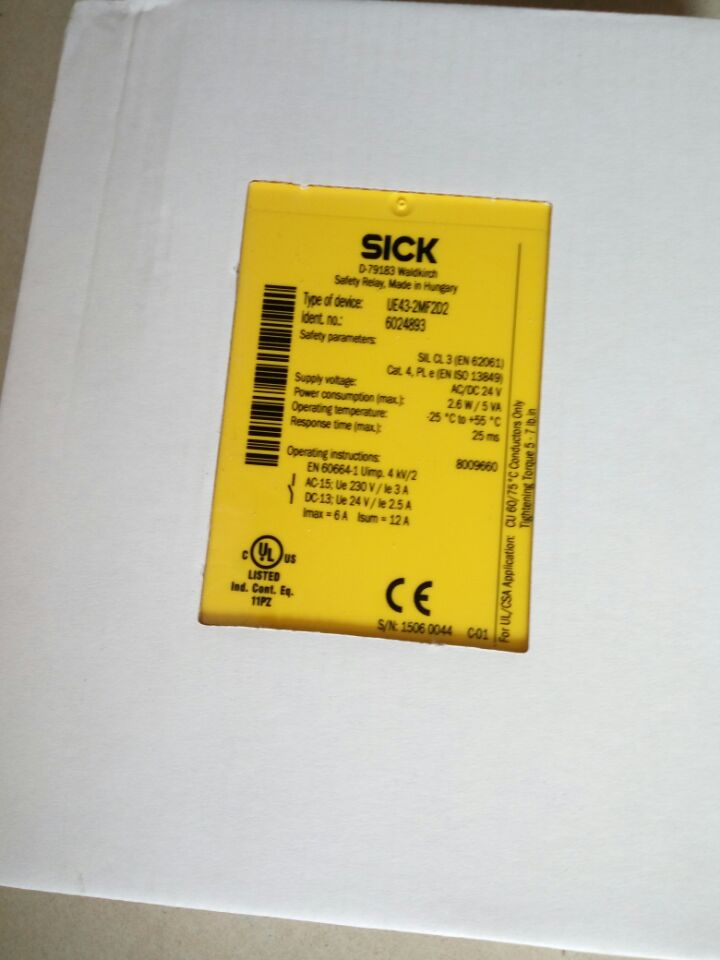 SICK
D-79183 Waldkirch
Safety Relay, Made in Hungary
Type of device: UE43-2MF2D2
Ident. no.: 6024893
Safety parameters:
SIL CL 3 (EN 62061)
Cat. 4, PL e (EN ISO 13849)
Supply voltage: AC/DC 24 V
Power consumption (max.): 2.6 W / 5 VA
Operating temperature: -25 °C to +55 °C
Response time (max.): 25 ms
Operating instructions: 8009660
EN 60664-1 Uimp. 4 kV/2
AC-15; Ue 230 V / Ie 3 A
DC-13; Ue 24 V / Ie 2.5 A
Imax = 6 A Isum = 12 A
C UL US
LISTED
Ind. Cont. Eq.
11PZ
CE
S/N: 1506 0044 C-01
For UL/CSA Application: CU 60/75°C Conductors Only
Tightening Torque 5 - 7 lb.in